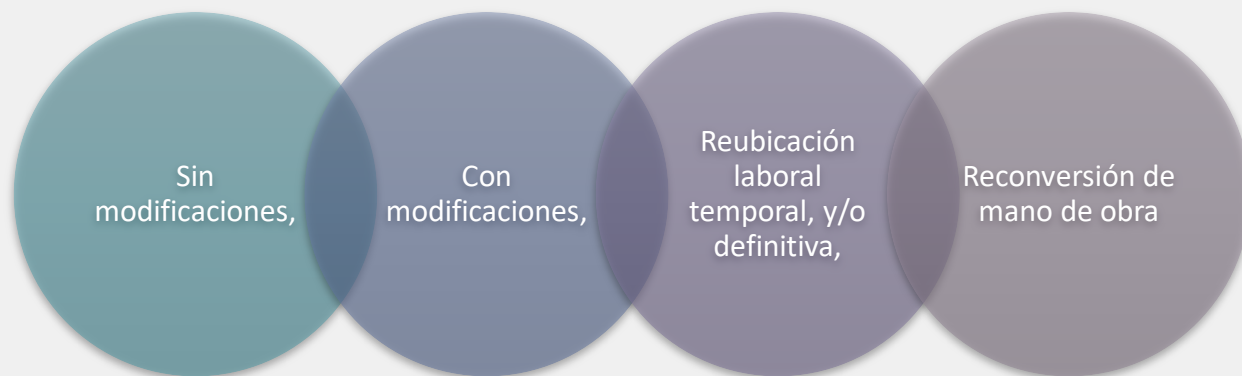 Sin
modificaciones,
Con
modificaciones,
Reubicación
laboral
temporal, y/o
definitiva,
Reconversión de
mano de obra